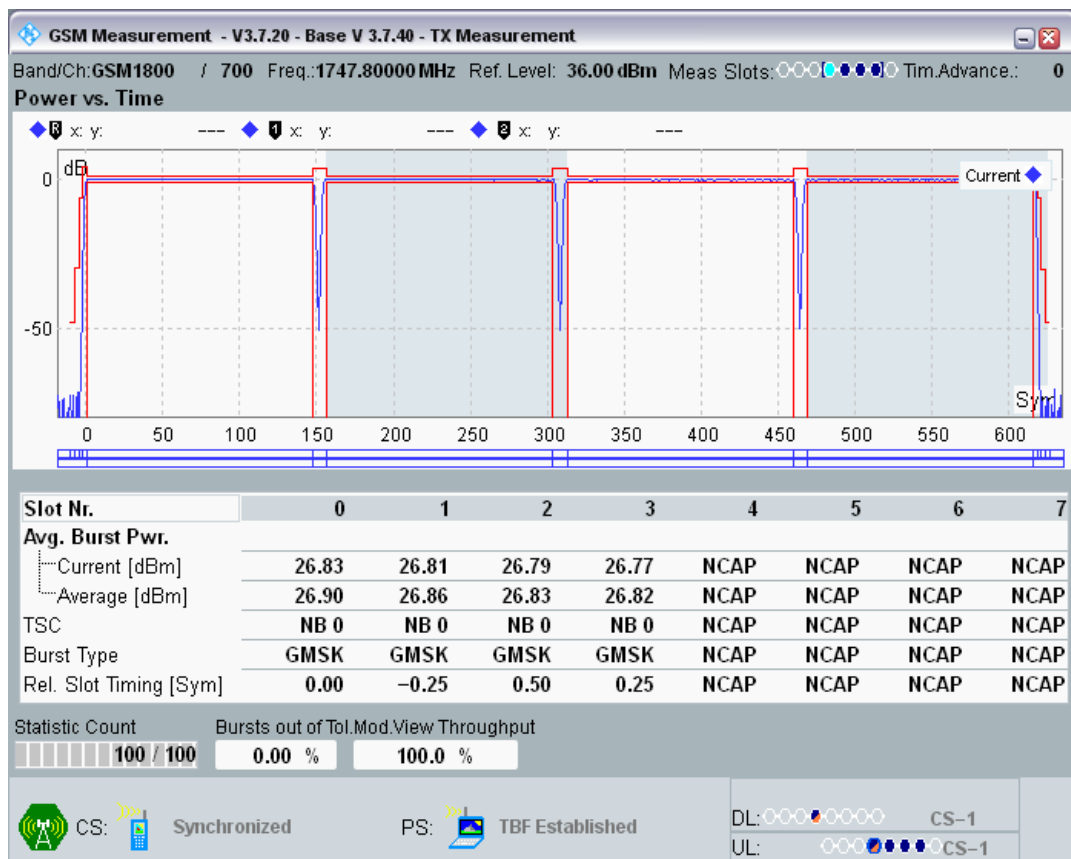 GSM Measurement - V3.7.20 - Base V 3.7.40 - TX Measurement
Band/Ch:GSM1800 / 700 Freq.:1747.80000 MHz Ref. Level: 36.00 dBm Meas Slots: Tim.Advance.: 0
Power vs. Time
R x: y: --- 1 x: y: --- 2 x: y: ---
dB
Current
0
-50
Sym
0 50 100 150 200 250 300 350 400 450 500 550 600
Slot Nr. 0 1 2 3 4 5 6 7
Avg. Burst Pwr.
Current [dBm] 26.83 26.81 26.79 26.77 NCAP NCAP NCAP NCAP
Average [dBm] 26.90 26.86 26.83 26.82 NCAP NCAP NCAP NCAP
TSC NB 0 NB 0 NB 0 NB 0 NCAP NCAP NCAP NCAP
Burst Type GMSK GMSK GMSK GMSK NCAP NCAP NCAP NCAP
Rel. Slot Timing [Sym] 0.00 −0.25 0.50 0.25 NCAP NCAP NCAP NCAP
Statistic Count Bursts out of Tol.Mod.View Throughput
100 / 100 0.00 % 100.0 %
CS: Synchronized PS: TBF Established
DL: CS−1
UL: CS−1